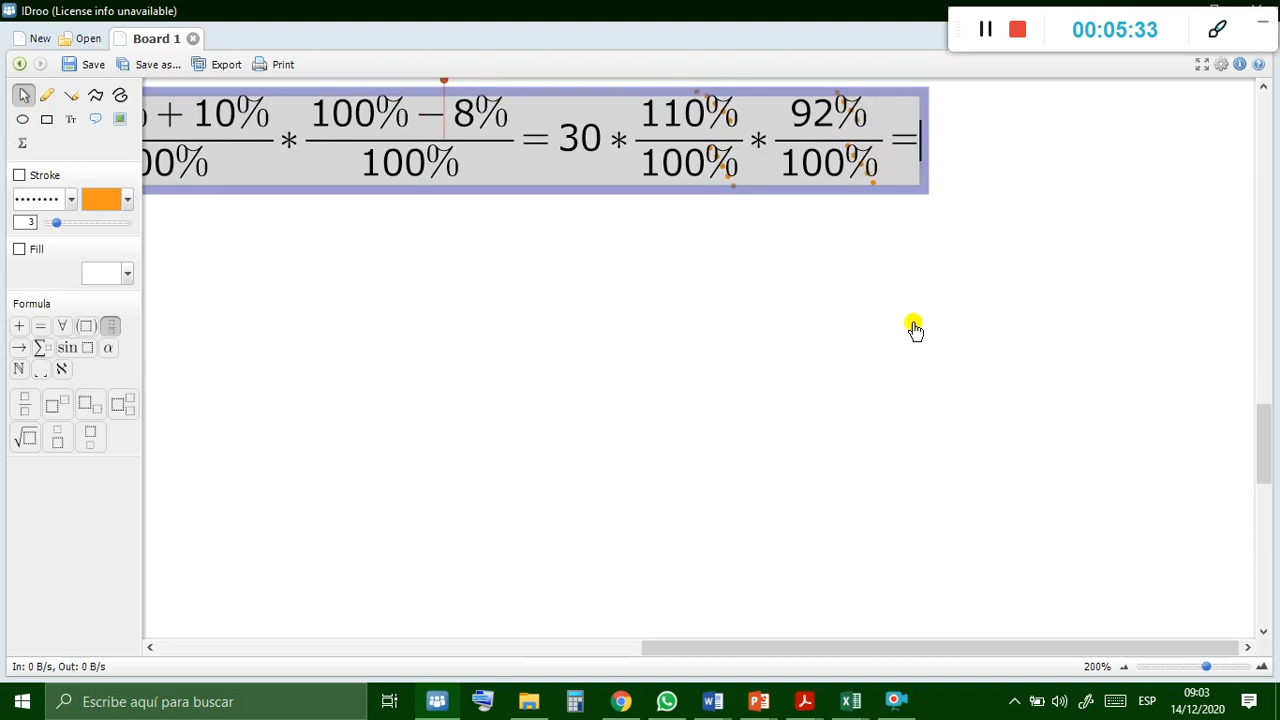 IDroo (License info unavailable)
00:05:33
New Open Board 1
Save Save as... Export Print
+ 10% / 00% * 100% − 8% / 100% = 30 * 110% / 100% * 92% / 100% =
Tr
Σ
Stroke
3
Fill
Formula
+ = ∀ (□)
→ Σ sin □ α
ℕ ℵ
In: 0 B/s, Out: 0 B/s
200%
Escribe aquí para buscar
ESP
09:03
14/12/2020